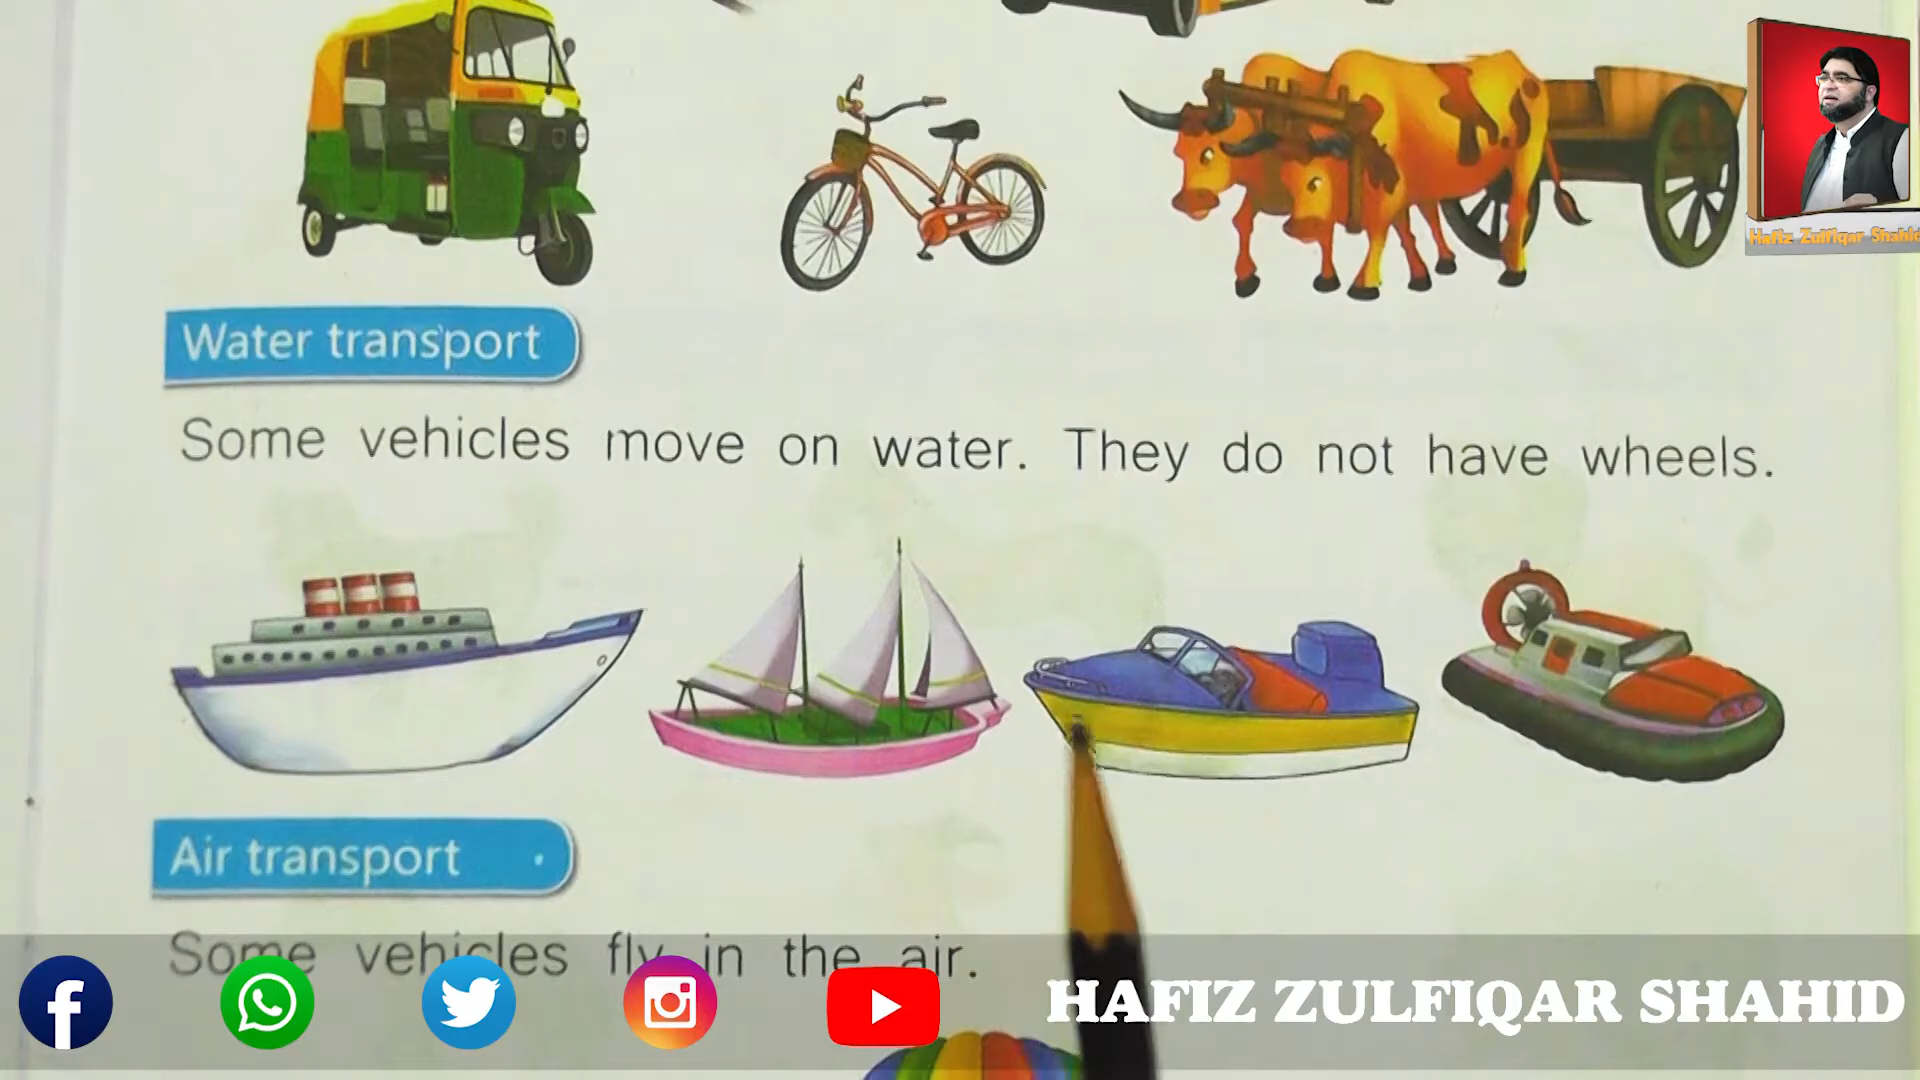 Hafiz Zulfiqar Shahid
Water transport
Some vehicles move on water. They do not have wheels.
Air transport
Some vehicles fly in the air.
HAFIZ ZULFIQAR SHAHID